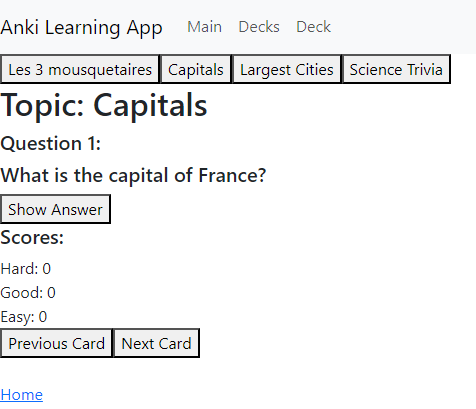 Anki Learning App Main Decks Deck
Les 3 mousquetaires Capitals Largest Cities Science Trivia
Topic: Capitals
Question 1:
What is the capital of France?
Show Answer
Scores:
Hard: 0
Good: 0
Easy: 0
Previous Card Next Card
Home